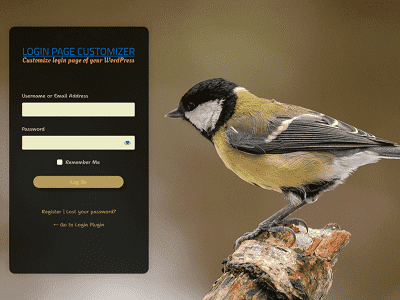 LOGIN PAGE CUSTOMIZER
Customize login page of your WordPress
Username or Email Address
Password
Remember Me
Log In
Register | Lost your password?
← Go to Login Plugin